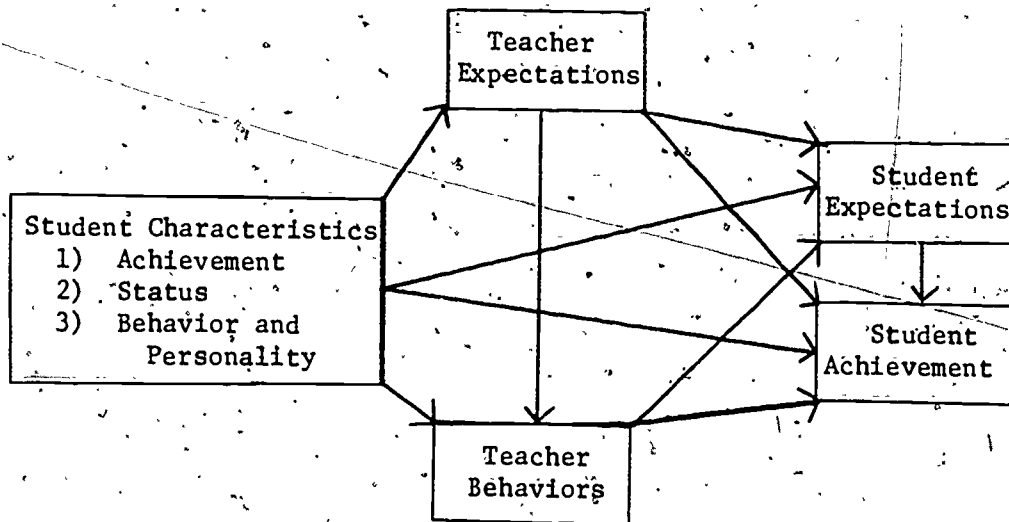 Teacher
Expectations
Student Characteristics
1) Achievement
2) Status
3) Behavior and
Personality
Student
Expectations
Student
Achievement
Teacher
Behaviors